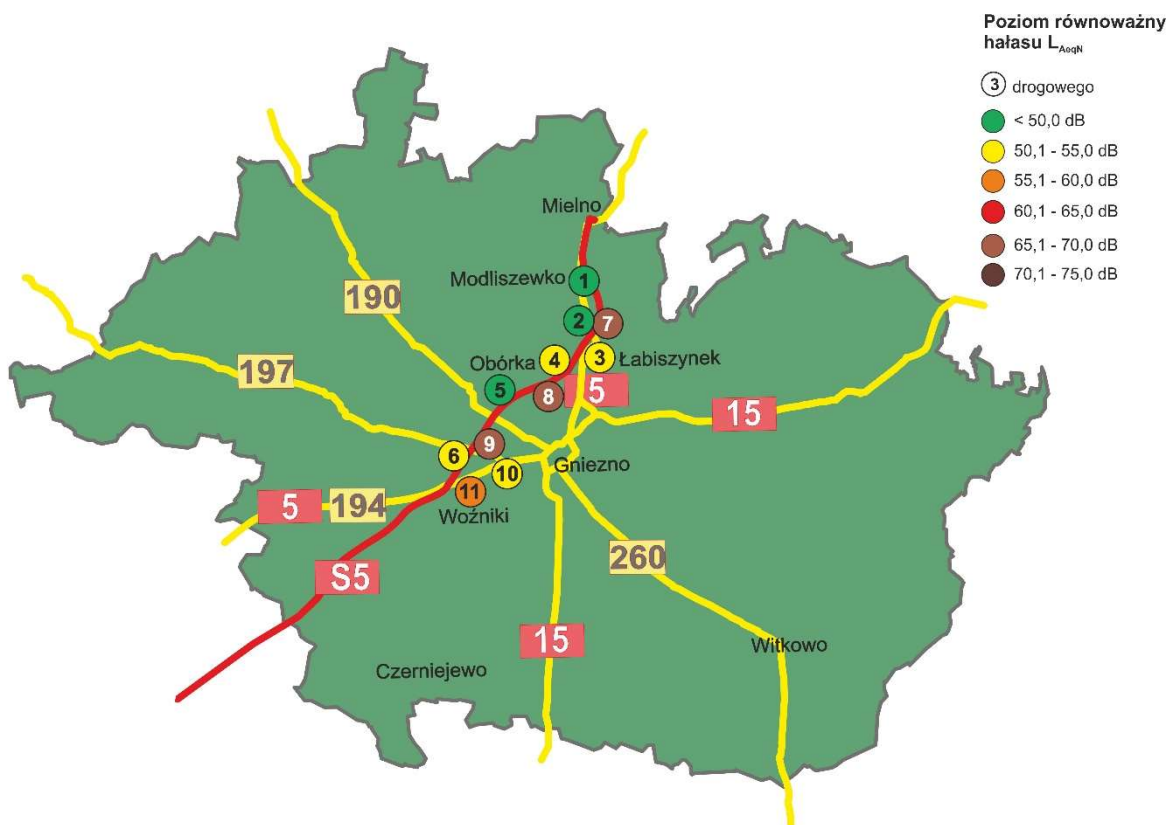 Poziom równoważny
hałasu LAeqN
3 drogowego
< 50,0 dB
50,1 - 55,0 dB
55,1 - 60,0 dB
60,1 - 65,0 dB
65,1 - 70,0 dB
70,1 - 75,0 dB
Mielno
Modliszewko
1
190
2
7
Obórka
4
3
Łabiszynek
197
5
8
5
15
6
9
10
Gniezno
5
194
11
Woźniki
260
S5
15
Witkowo
Czerniejewo